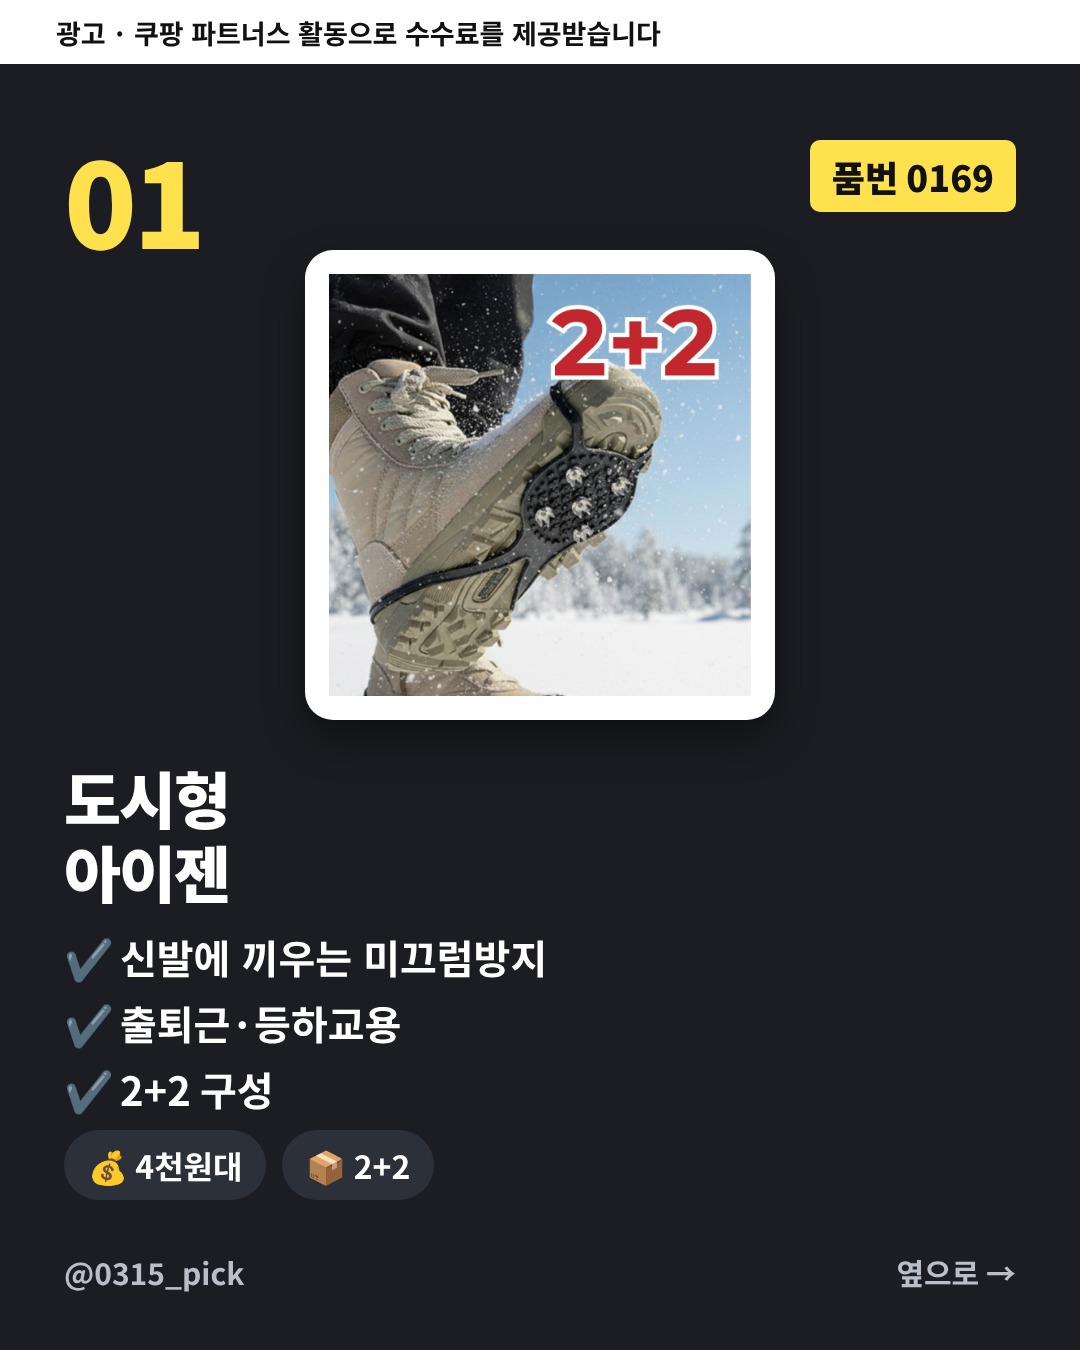 광고 · 쿠팡 파트너스 활동으로 수수료를 제공받습니다
01
품번 0169
2+2
도시형
아이젠
✔ 신발에 끼우는 미끄럼방지
✔ 출퇴근·등하교용
✔ 2+2 구성
💰 4천원대
📦 2+2
@0315_pick
옆으로 →